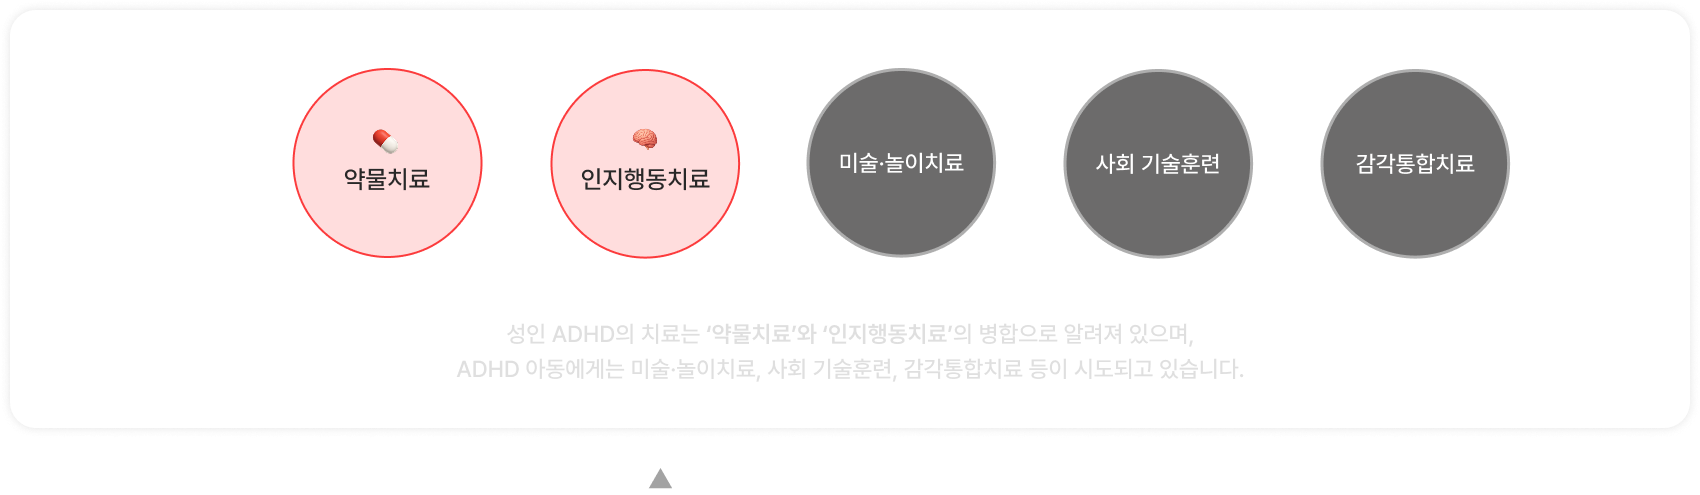 약물치료
인지행동치료
미술·놀이치료
사회 기술훈련
감각통합치료
성인 ADHD의 치료는 ‘약물치료’와 ‘인지행동치료’의 병합으로 알려져 있으며,
ADHD 아동에게는 미술·놀이치료, 사회 기술훈련, 감각통합치료 등이 시도되고 있습니다.